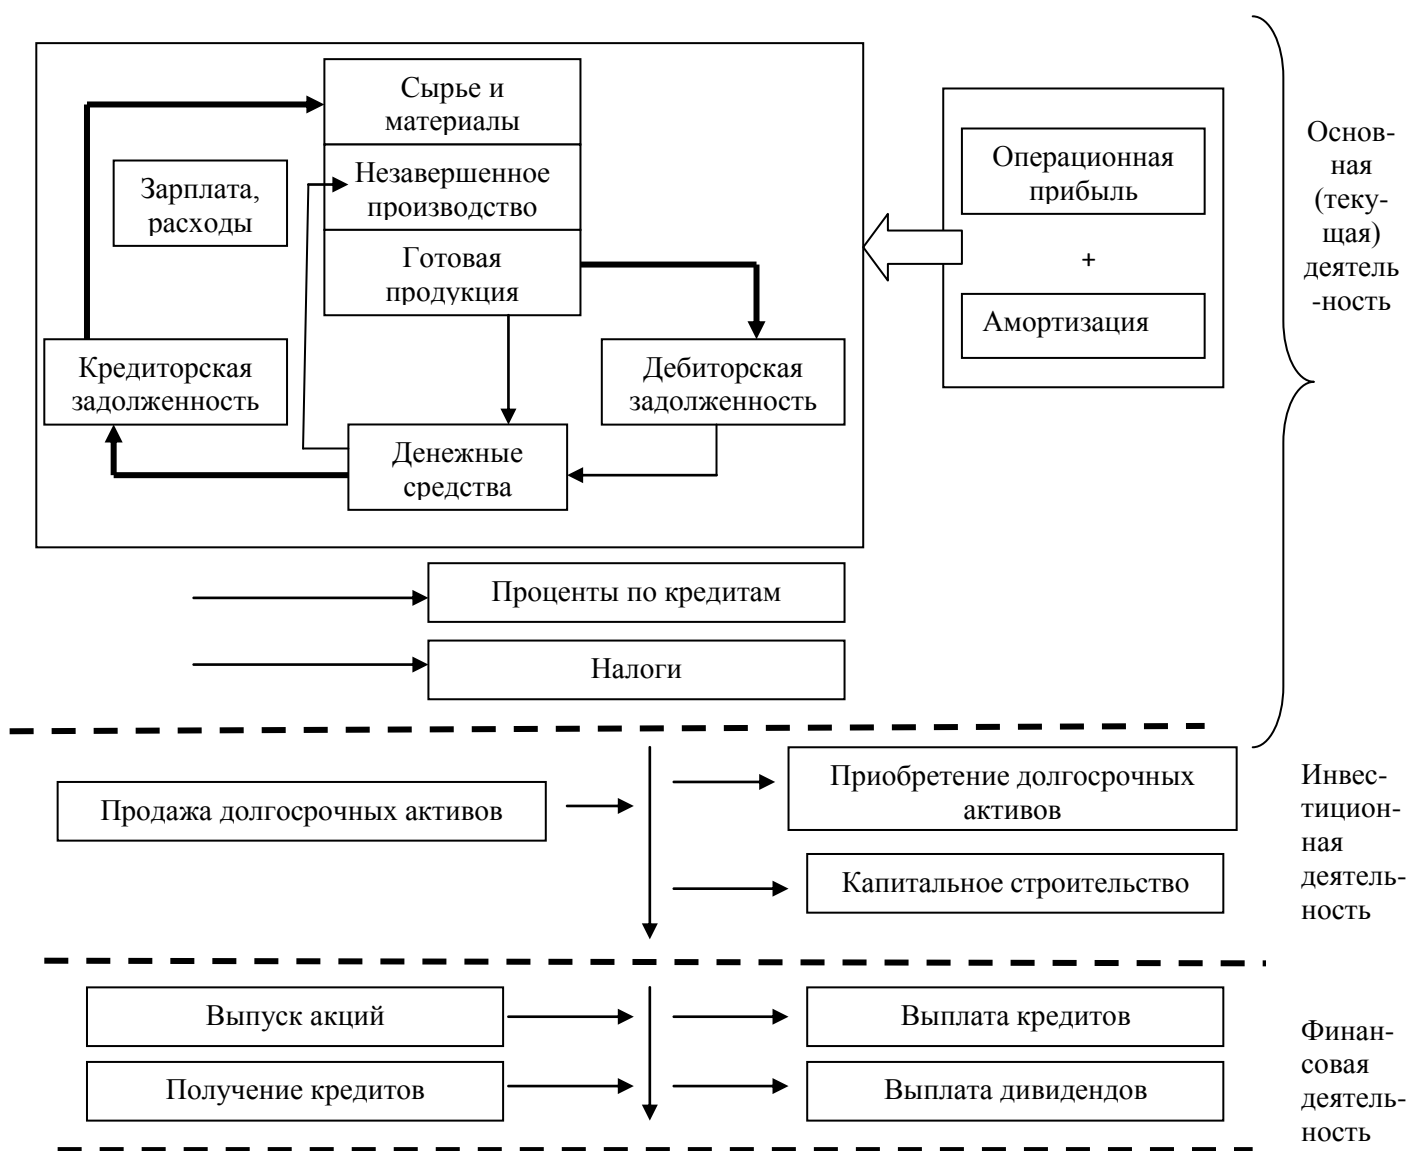 Сырье и
материалы
Незавершенное
производство
Готовая
продукция
Зарплата,
расходы
Кредиторская
задолженность
Дебиторская
задолженность
Денежные
средства
Операционная
прибыль
+
Амортизация
Основ-
ная
(теку-
щая)
деятель
-ность
Проценты по кредитам
Налоги
Продажа долгосрочных активов
Приобретение долгосрочных
активов
Капитальное строительство
Инвес-
тицион-
ная
деятель-
ность
Выпуск акций
Выплата кредитов
Получение кредитов
Выплата дивидендов
Финан-
совая
деятель-
ность